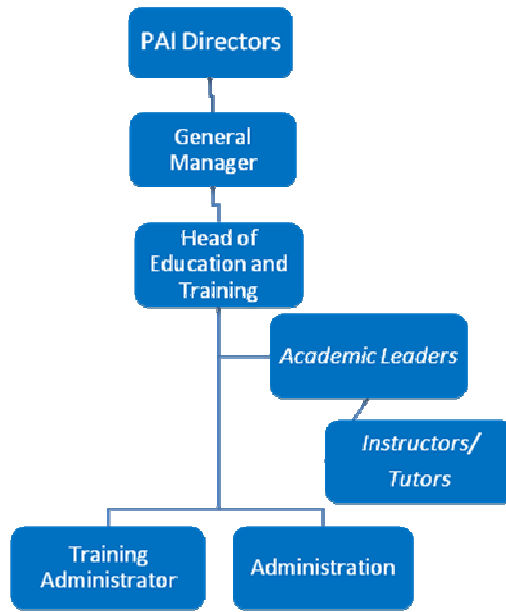 PAI Directors
General
Manager
Head of
Education and
Training
Academic Leaders
Instructors/
Tutors
Training
Administrator
Administration